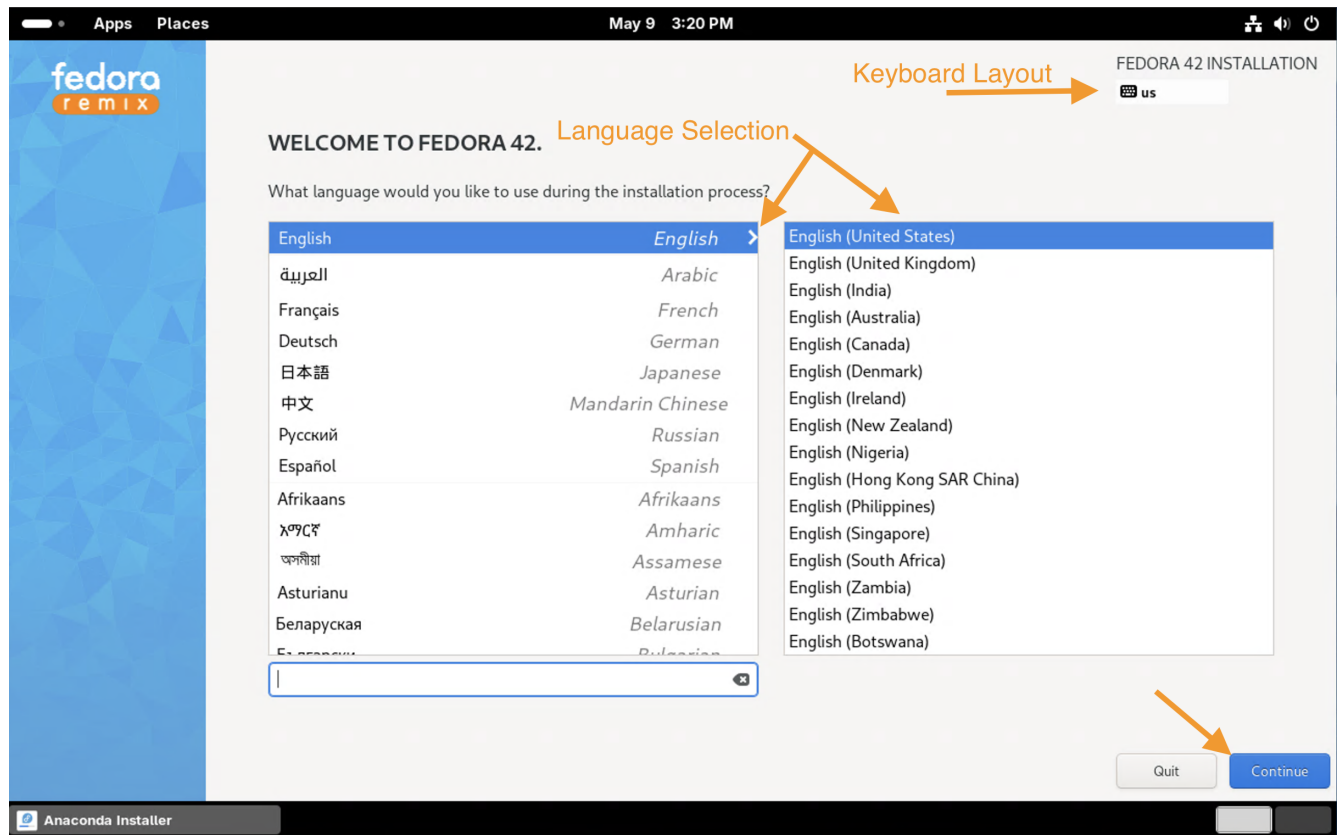 Apps Places May 9 3:20 PM
fedora
remix
FEDORA 42 INSTALLATION
Keyboard Layout
us
WELCOME TO FEDORA 42.
Language Selection
What language would you like to use during the installation process?
English English
العربية Arabic
Français French
Deutsch German
日本語 Japanese
中文 Mandarin Chinese
Русский Russian
Español Spanish
Afrikaans Afrikaans
አማርኛ Amharic
অসমীয়া Assamese
Asturianu Asturian
Беларуская Belarusian
Български Bulgarian
English (United States)
English (United Kingdom)
English (India)
English (Australia)
English (Canada)
English (Denmark)
English (Ireland)
English (New Zealand)
English (Nigeria)
English (Hong Kong SAR China)
English (Philippines)
English (Singapore)
English (South Africa)
English (Zambia)
English (Zimbabwe)
English (Botswana)
Quit Continue
Anaconda Installer